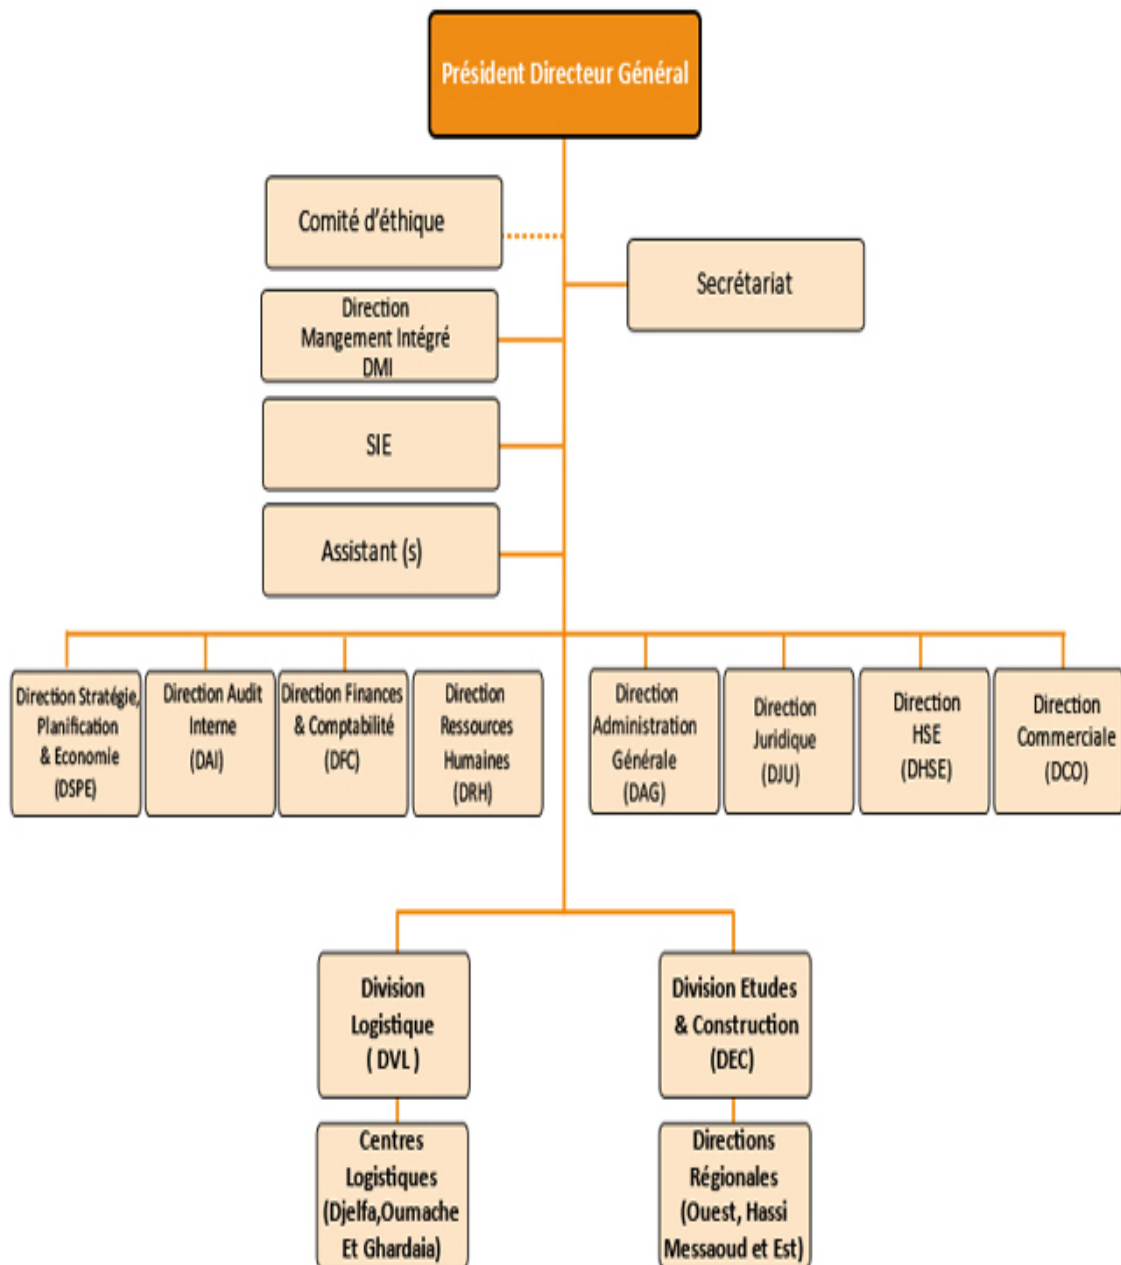 Président Directeur Général
Comité d'éthique
Secrétariat
Direction
Mangement Intégré
DMI
SIE
Assistant (s)
Direction Stratégie,
Planification
& Economie
(DSPE)
Direction Audit
Interne
(DAI)
Direction Finances
& Comptabilité
(DFC)
Direction
Ressources
Humaines
(DRH)
Direction
Administration
Générale
(DAG)
Direction
Juridique
(DJU)
Direction
HSE
(DHSE)
Direction
Commerciale
(DCO)
Division
Logistique
( DVL )
Division Etudes
& Construction
(DEC)
Centres
Logistiques
(Djelfa,Oumache
Et Ghardaia)
Directions
Régionales
(Ouest, Hassi
Messaoud et Est)